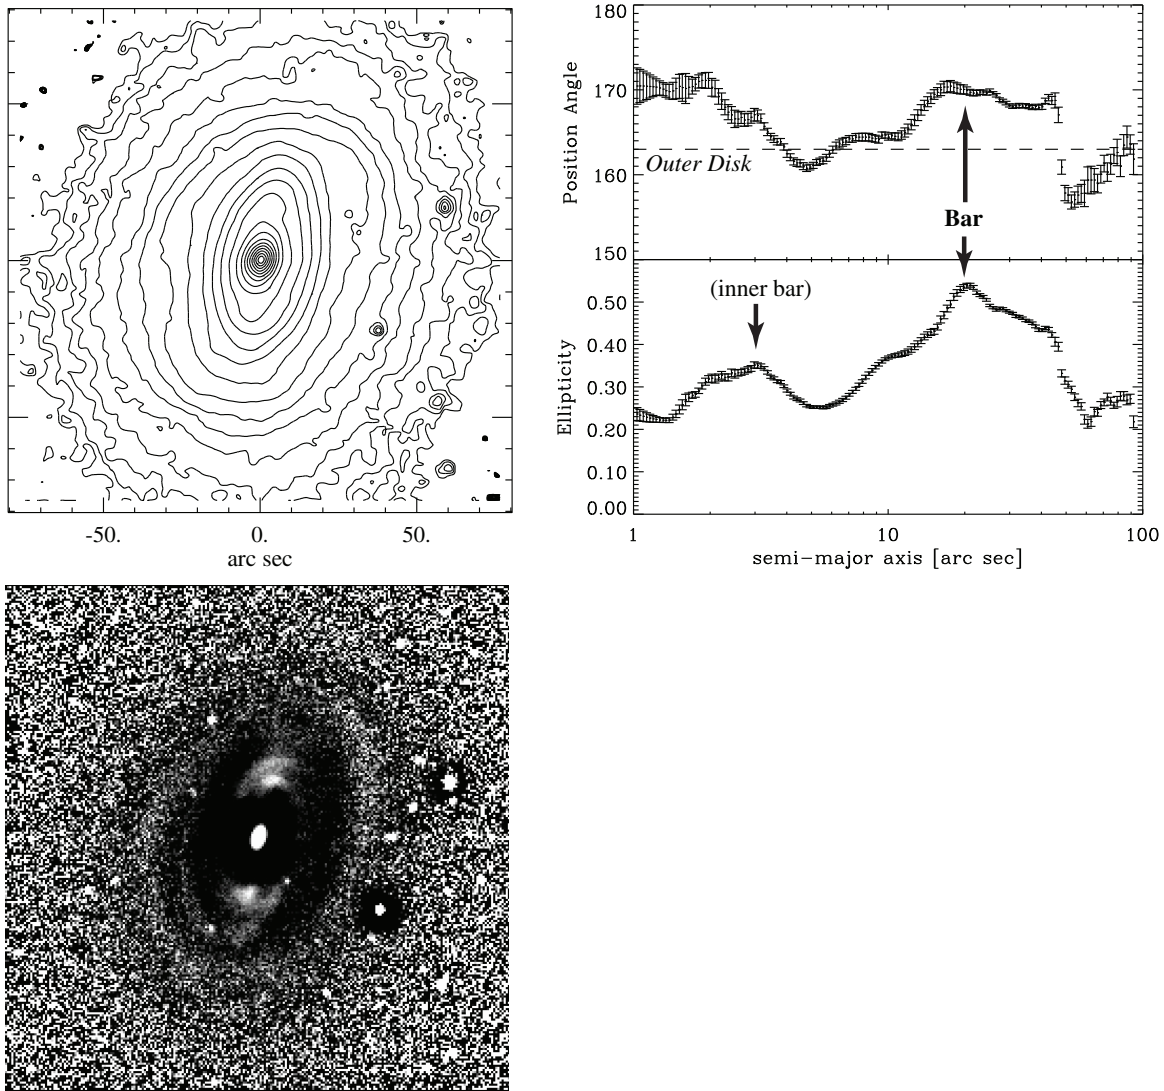 -50.
0.
50.
arc sec
180
170
160
150
Position Angle
Outer Disk
Bar
(inner bar)
0.50
0.40
0.30
0.20
0.10
0.00
Ellipticity
1
10
100
semi-major axis [arc sec]